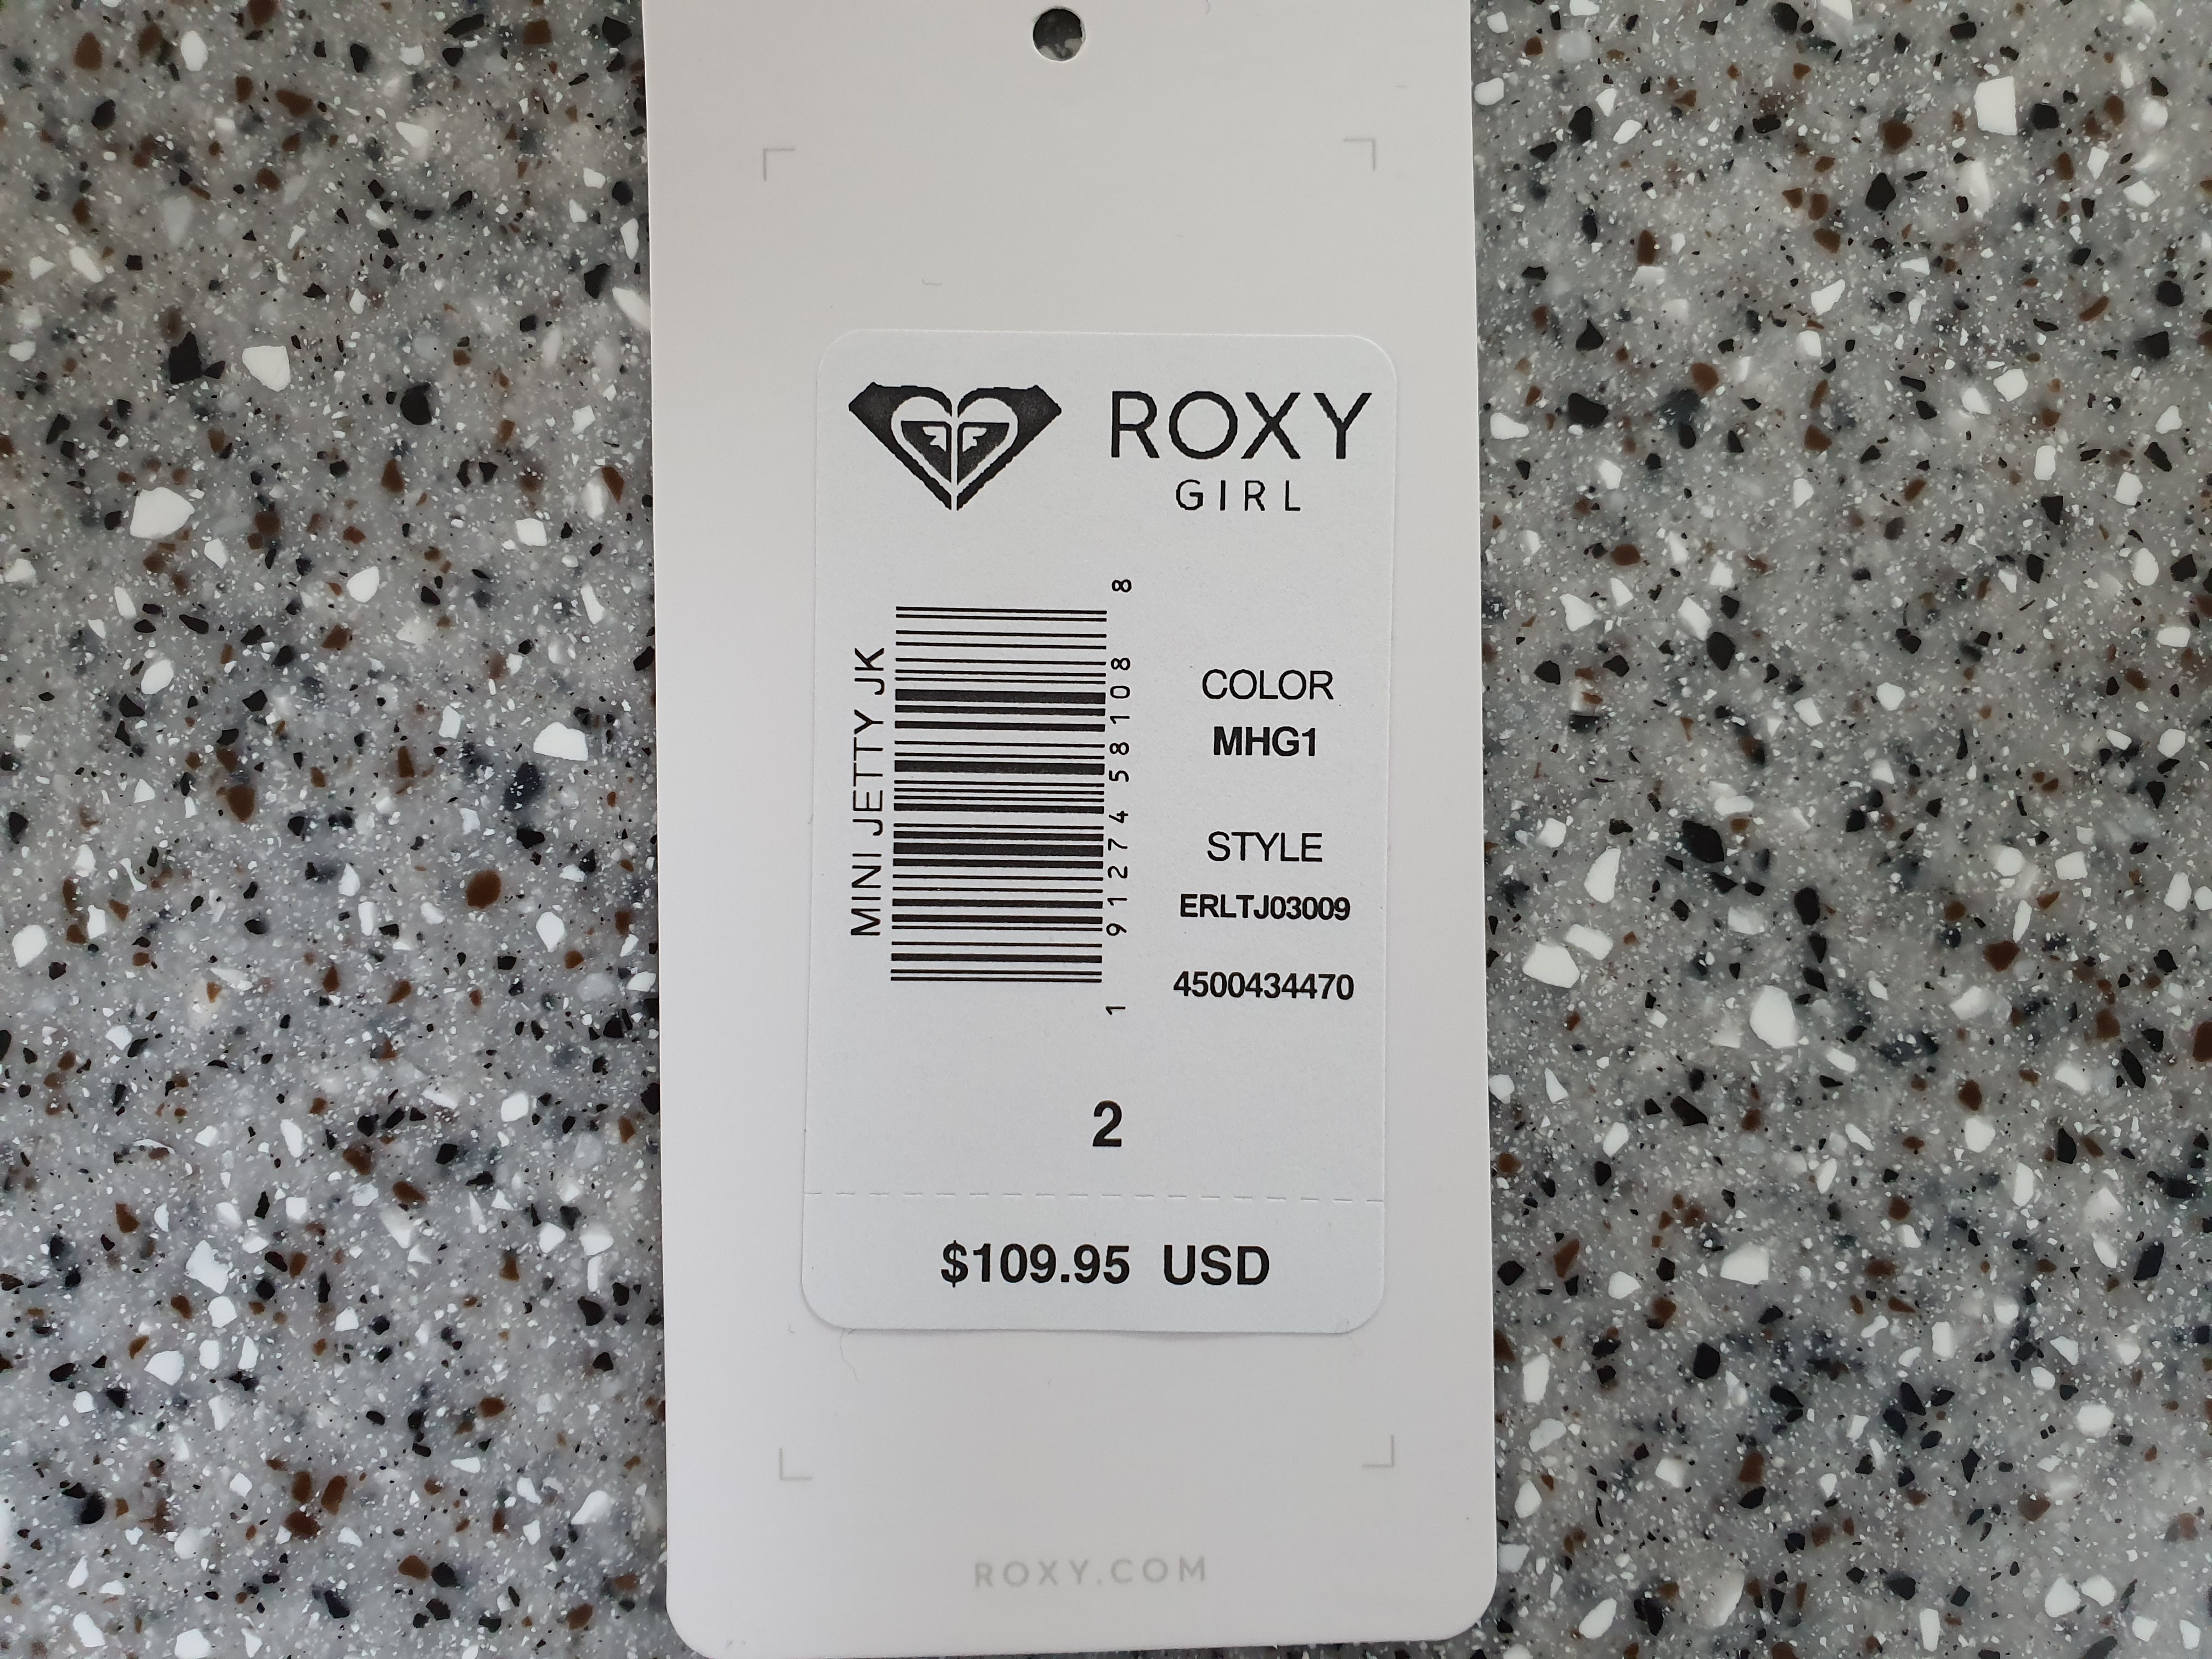 ROXY
GIRL
MINI JETTY JK
1 91274 58108 8
COLOR
MHG1
STYLE
ERLTJ03009
4500434470
2
$109.95 USD
ROXY.COM